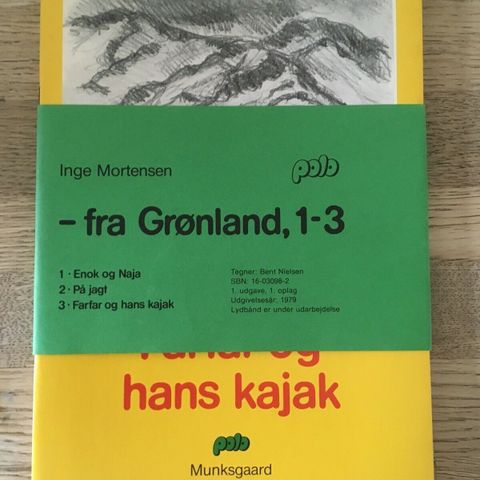 Inge Mortensen
polo
– fra Grønland, 1-3
1 · Enok og Naja
2 · På jagt
3 · Farfar og hans kajak
Tegner: Bent Nielsen
SBN: 16-03098-2
1. udgave, 1. oplag
Udgivelsesår: 1979
Lydbånd er under udarbejdelse
Farfar og
hans kajak
polo
Munksgaard